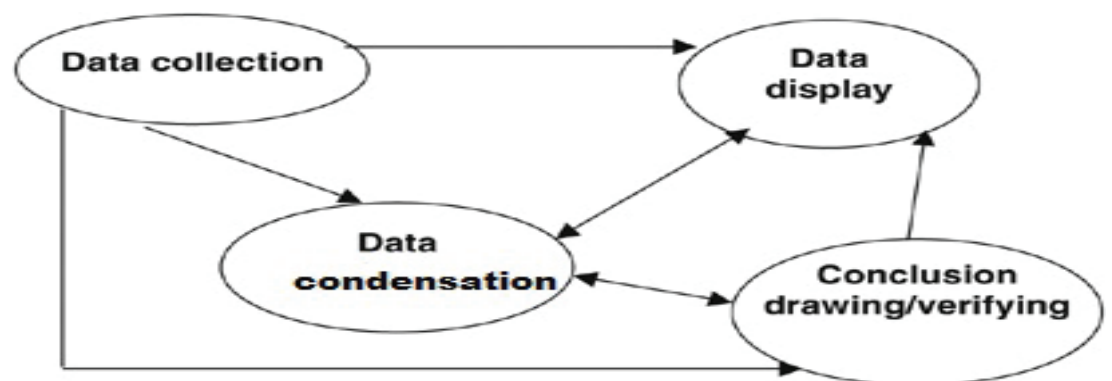 Data collection
Data
display
Data
condensation
Conclusion
drawing/verifying